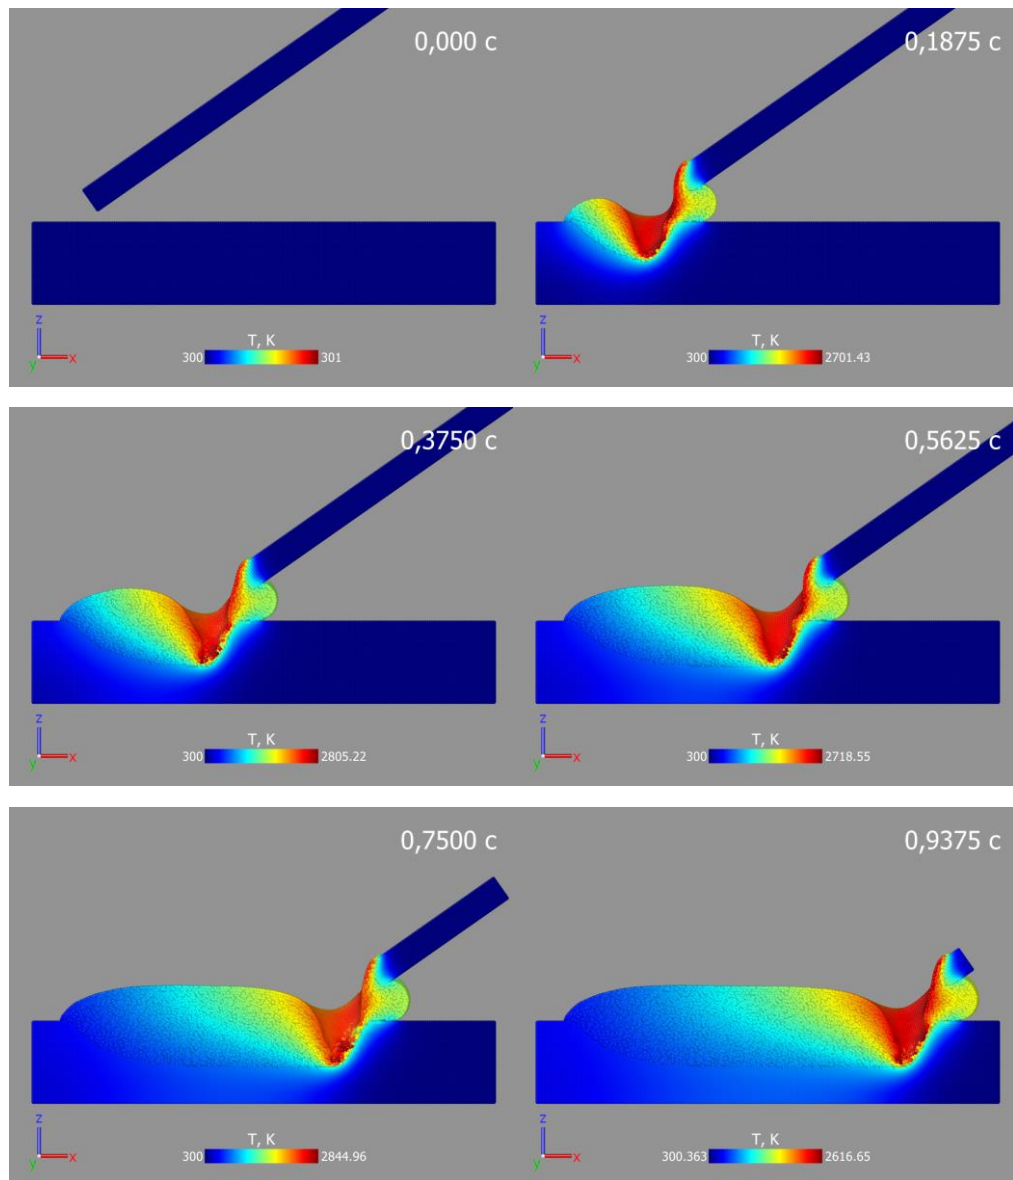 0,000 с
z
y
x
T, K
300
301
0,1875 с
z
y
x
T, K
300
2701.43
0,3750 с
z
y
x
T, K
300
2805.22
0,5625 с
z
y
x
T, K
300
2718.55
0,7500 с
z
y
x
T, K
300
2844.96
0,9375 с
z
y
x
T, K
300.363
2616.65